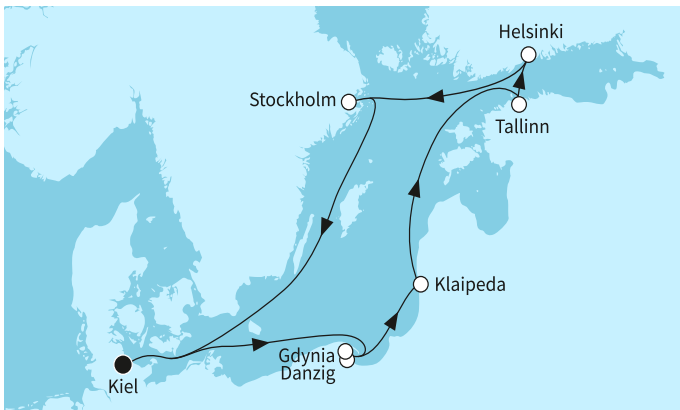 Helsinki
Stockholm
Tallinn
Klaipeda
Gdynia
Danzig
Kiel